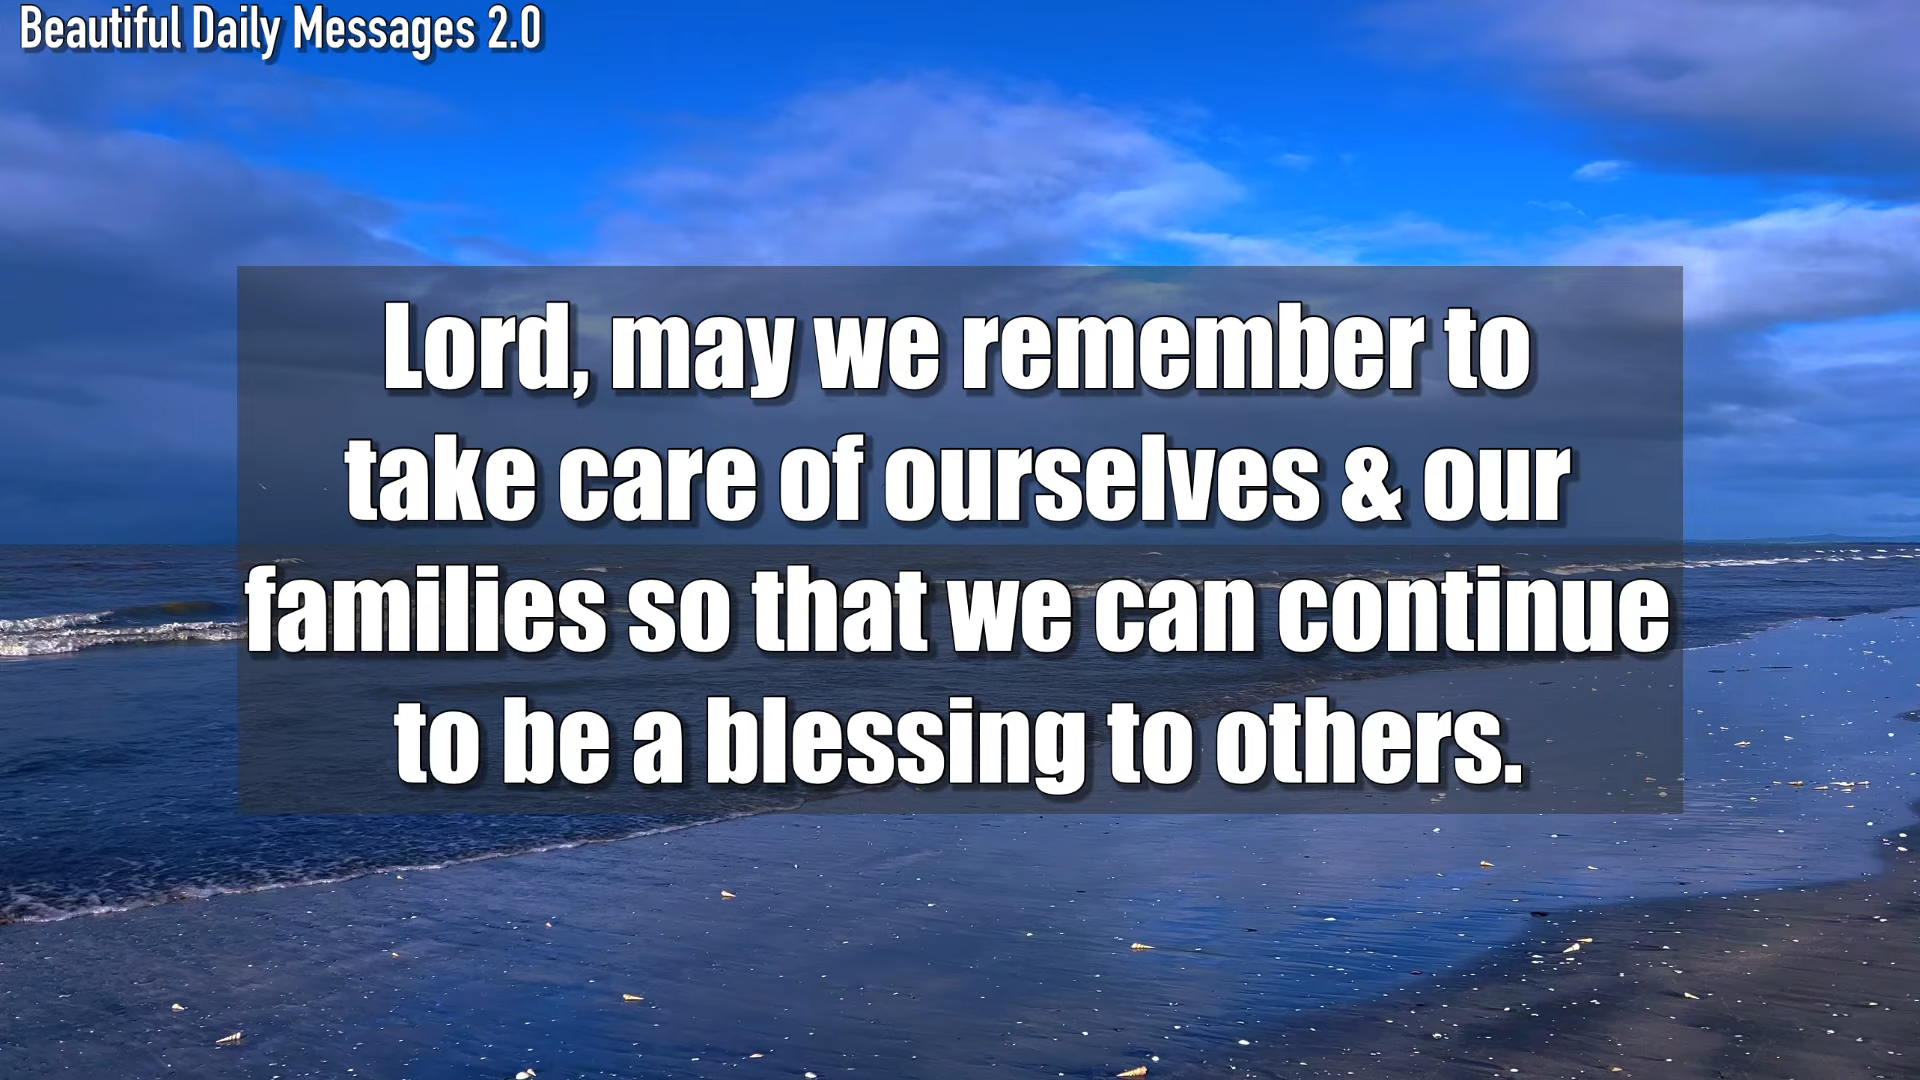 Beautiful Daily Messages 2.0
Lord, may we remember to
take care of ourselves & our
families so that we can continue
to be a blessing to others.